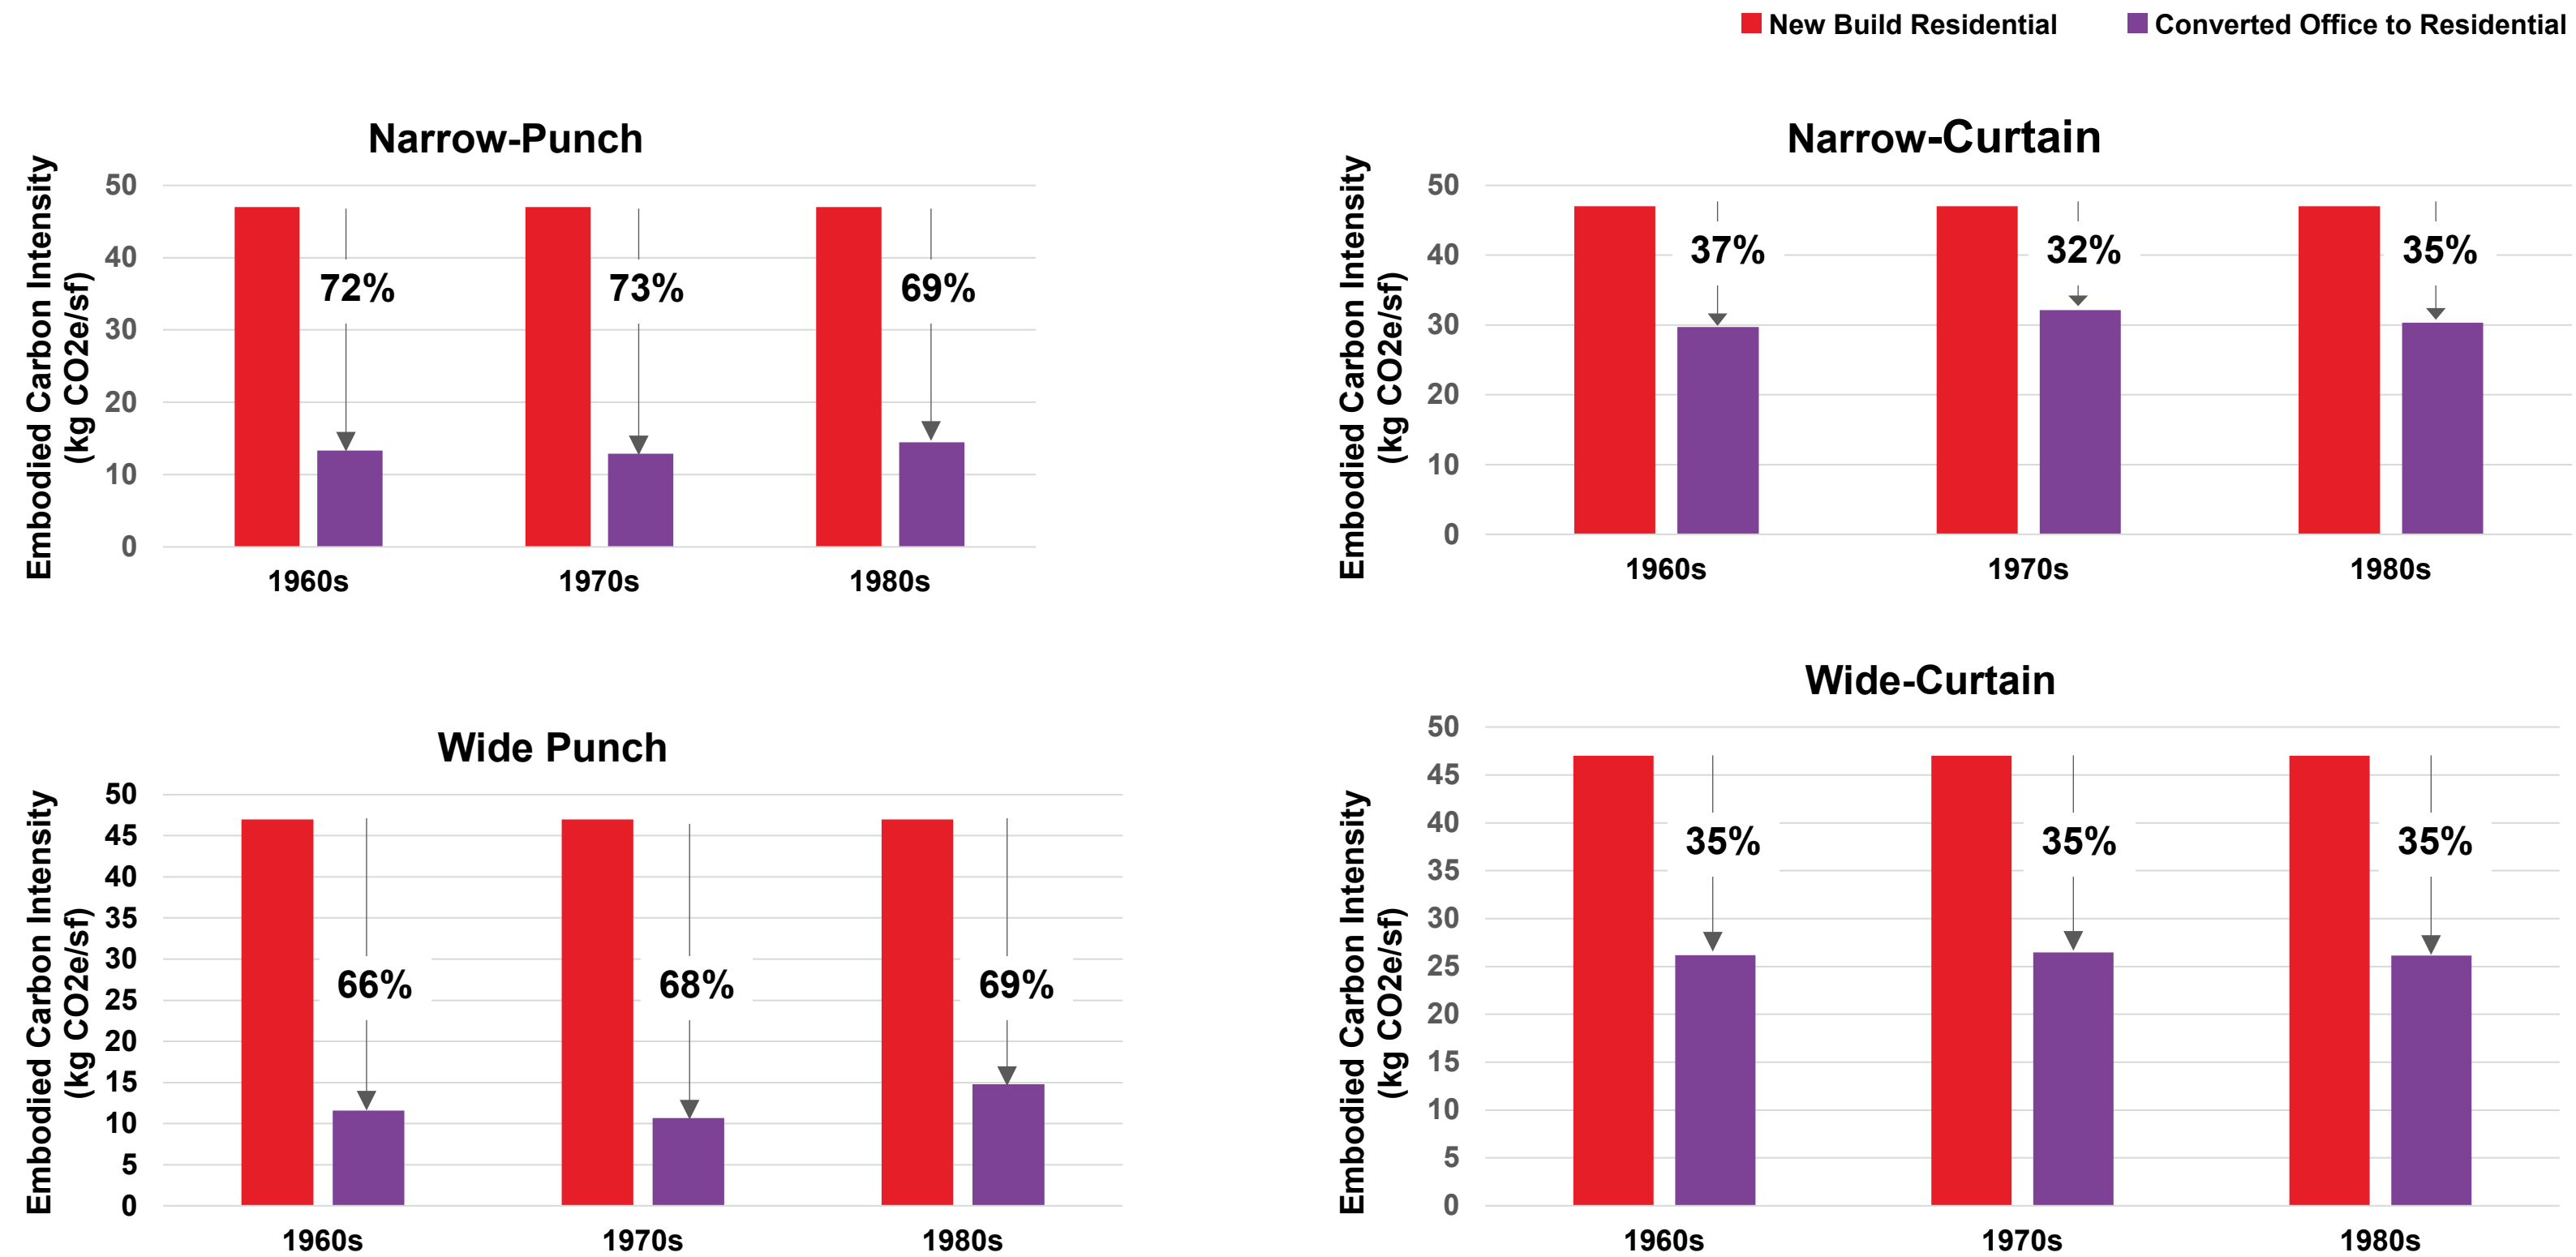 New Build Residential
Converted Office to Residential
Narrow-Punch
Embodied Carbon Intensity
(kg CO2e/sf)
50
40
30
20
10
0
72%
73%
69%
1960s
1970s
1980s
Narrow-Curtain
Embodied Carbon Intensity
(kg CO2e/sf)
50
40
30
20
10
0
37%
32%
35%
1960s
1970s
1980s
Wide Punch
Embodied Carbon Intensity
(kg CO2e/sf)
50
45
40
35
30
25
20
15
10
5
0
66%
68%
69%
1960s
1970s
1980s
Wide-Curtain
Embodied Carbon Intensity
(kg CO2e/sf)
50
45
40
35
30
25
20
15
10
5
0
35%
35%
35%
1960s
1970s
1980s